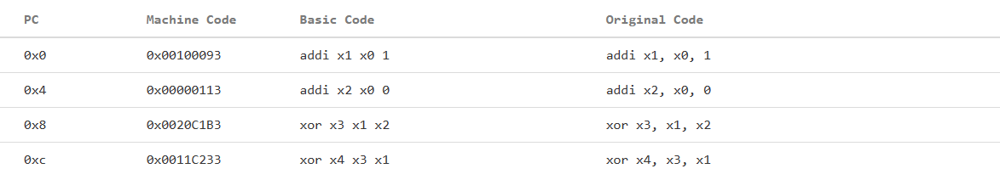 PC Machine Code Basic Code Original Code
0x0 0x00100093 addi x1 x0 1 addi x1, x0, 1
0x4 0x00000113 addi x2 x0 0 addi x2, x0, 0
0x8 0x0020C1B3 xor x3 x1 x2 xor x3, x1, x2
0xc 0x0011C233 xor x4 x3 x1 xor x4, x3, x1